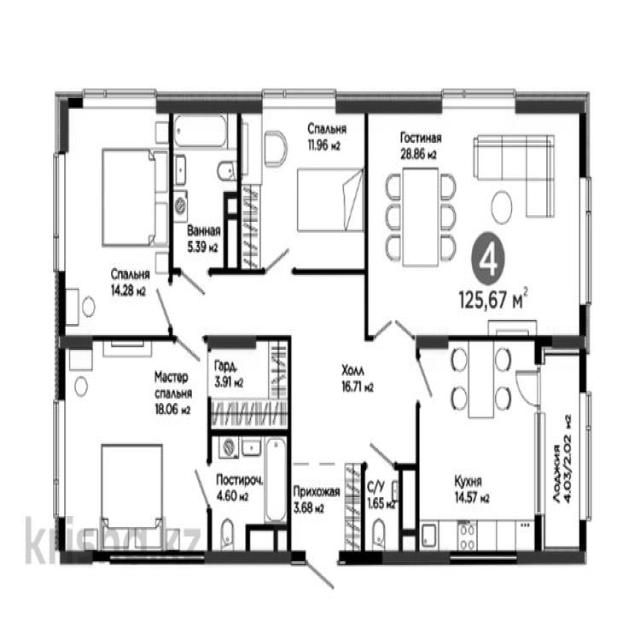 Спальня
11.96 м2
Гостиная
28.86 м2
Ванная
5.39 м2
Спальня
14.28 м2
4
125,67 м2
Гард.
3.91 м2
Холл
16.71 м2
Мастер
спальня
18.06 м2
Постироч.
4.60 м2
Прихожая
3.68 м2
С/У
1.65 м2
Кухня
14.57 м2
Лоджия
4.03/2.02 м2
krisha.kz